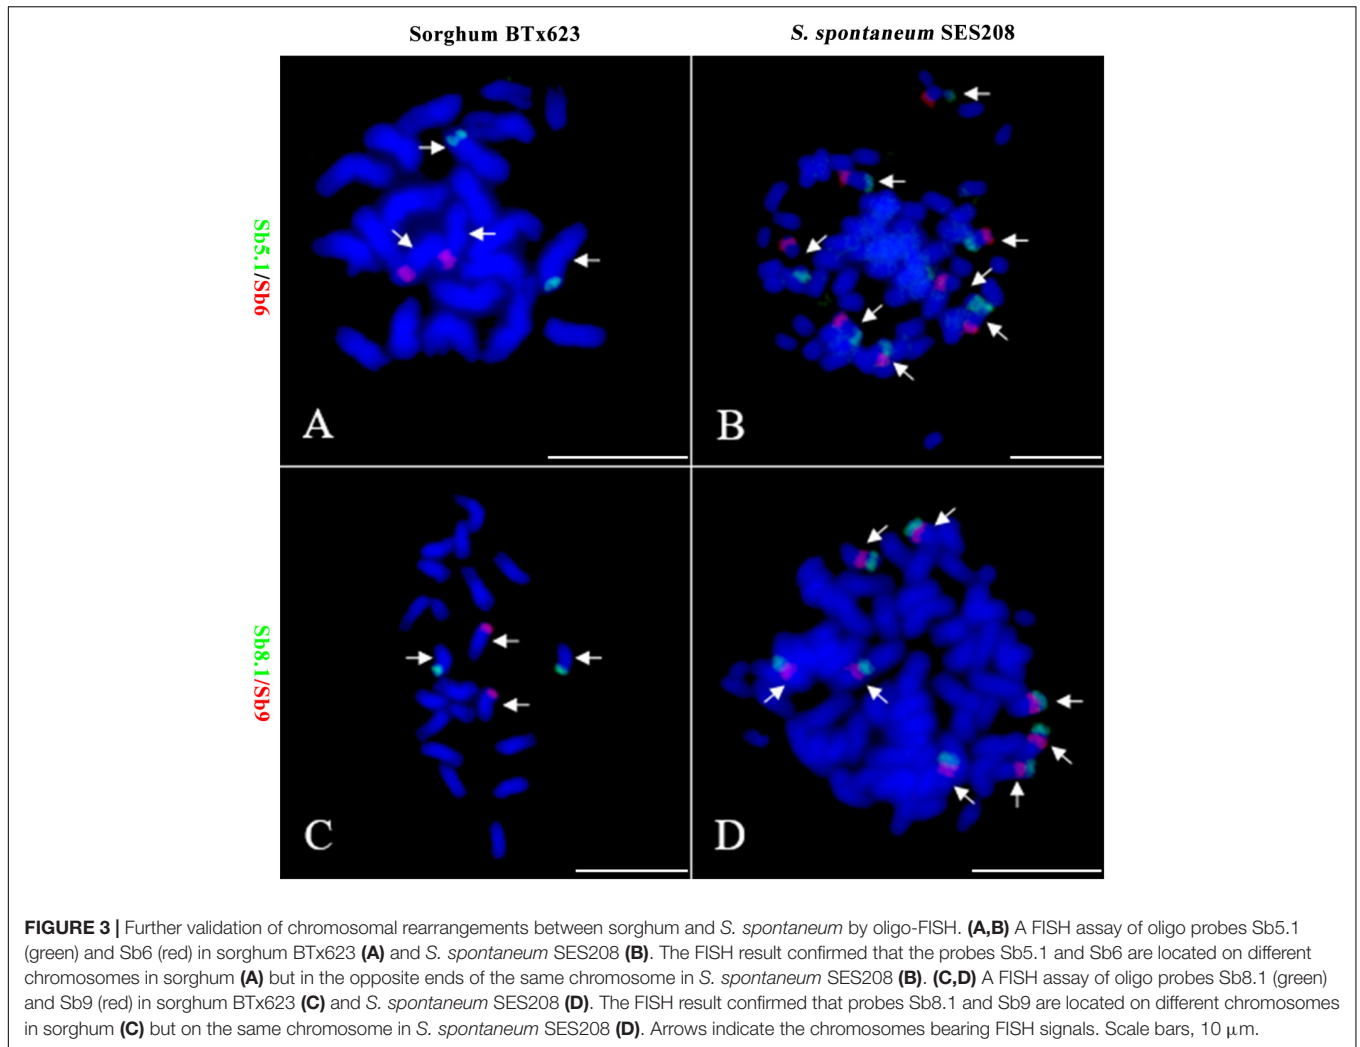 Sorghum BTx623
S. spontaneum SES208
Sb5.1/Sb6
A
B
Sb8.1/Sb9
C
D
FIGURE 3 | Further validation of chromosomal rearrangements between sorghum and S. spontaneum by oligo-FISH. (A,B) A FISH assay of oligo probes Sb5.1
(green) and Sb6 (red) in sorghum BTx623 (A) and S. spontaneum SES208 (B). The FISH result confirmed that the probes Sb5.1 and Sb6 are located on different
chromosomes in sorghum (A) but in the opposite ends of the same chromosome in S. spontaneum SES208 (B). (C,D) A FISH assay of oligo probes Sb8.1 (green)
and Sb9 (red) in sorghum BTx623 (C) and S. spontaneum SES208 (D). The FISH result confirmed that probes Sb8.1 and Sb9 are located on different chromosomes
in sorghum (C) but on the same chromosome in S. spontaneum SES208 (D). Arrows indicate the chromosomes bearing FISH signals. Scale bars, 10 μm.